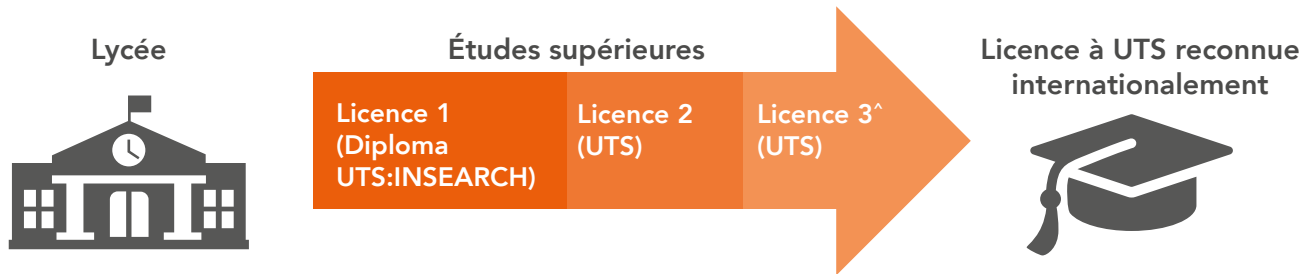 Lycée
Études supérieures
Licence à UTS reconnue
internationalement
Licence 1
(Diploma
UTS:INSEARCH)
Licence 2
(UTS)
Licence 3^
(UTS)